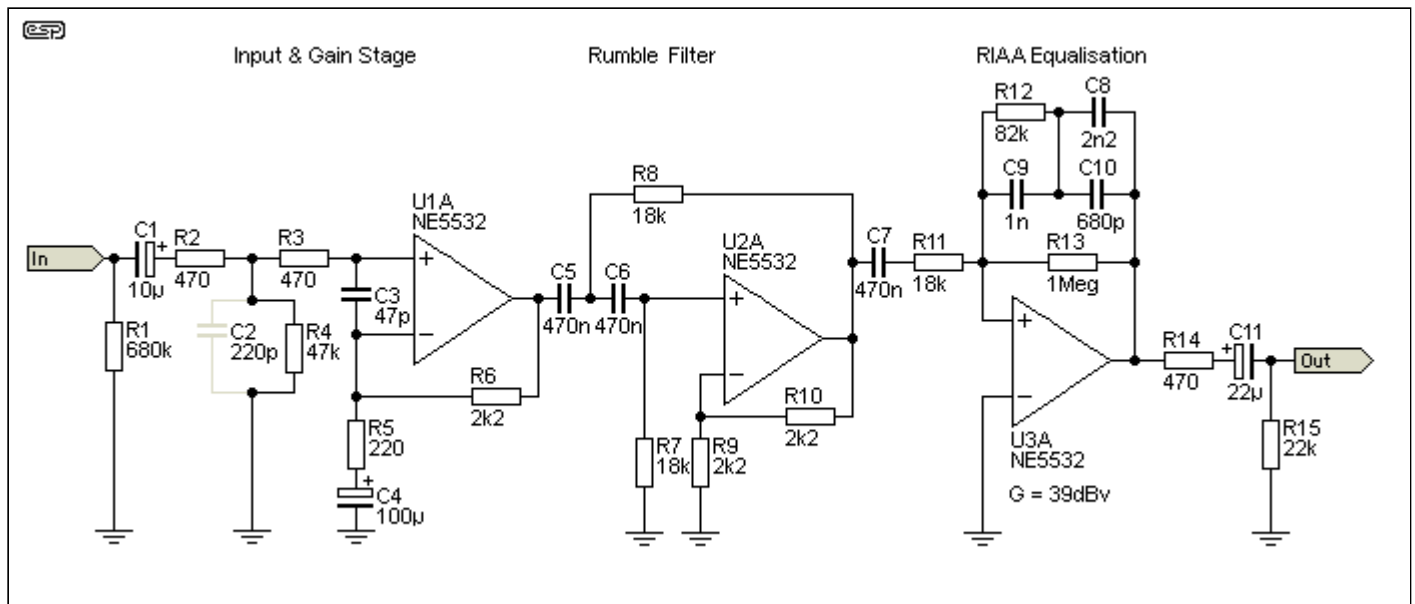 esp
Input & Gain Stage
Rumble Filter
RIAA Equalisation
R12
82k
C8
2n2
C9
1n
C10
680p
R8
18k
U1A
NE5532
U2A
NE5532
C7
470n
R11
18k
R13
1Meg
In
C1
+
10µ
R2
470
R3
470
+
−
C3
47p
C5
470n
C6
470n
+
−
+
−
R1
680k
C2
220p
R4
47k
R6
2k2
R10
2k2
R14
470
+
C11
22µ
Out
R5
220
R7
18k
R9
2k2
U3A
NE5532
G = 39dBv
R15
22k
+
C4
100µ